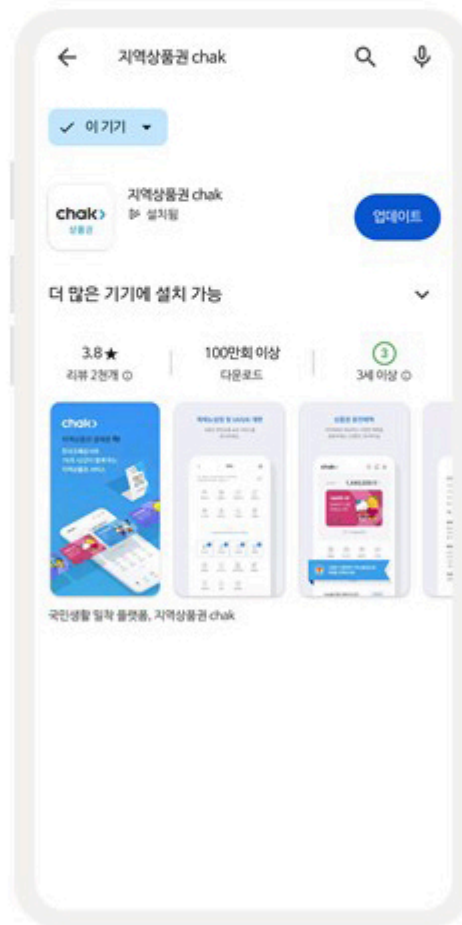 지역상품권 chak
이 기기
chak
상품권
지역상품권 chak
설치됨
업데이트
더 많은 기기에 설치 가능
3.8★
리뷰 2천개
100만회 이상
다운로드
3
3세 이상
chak
국민생활 밀착 플랫폼, 지역상품권 chak